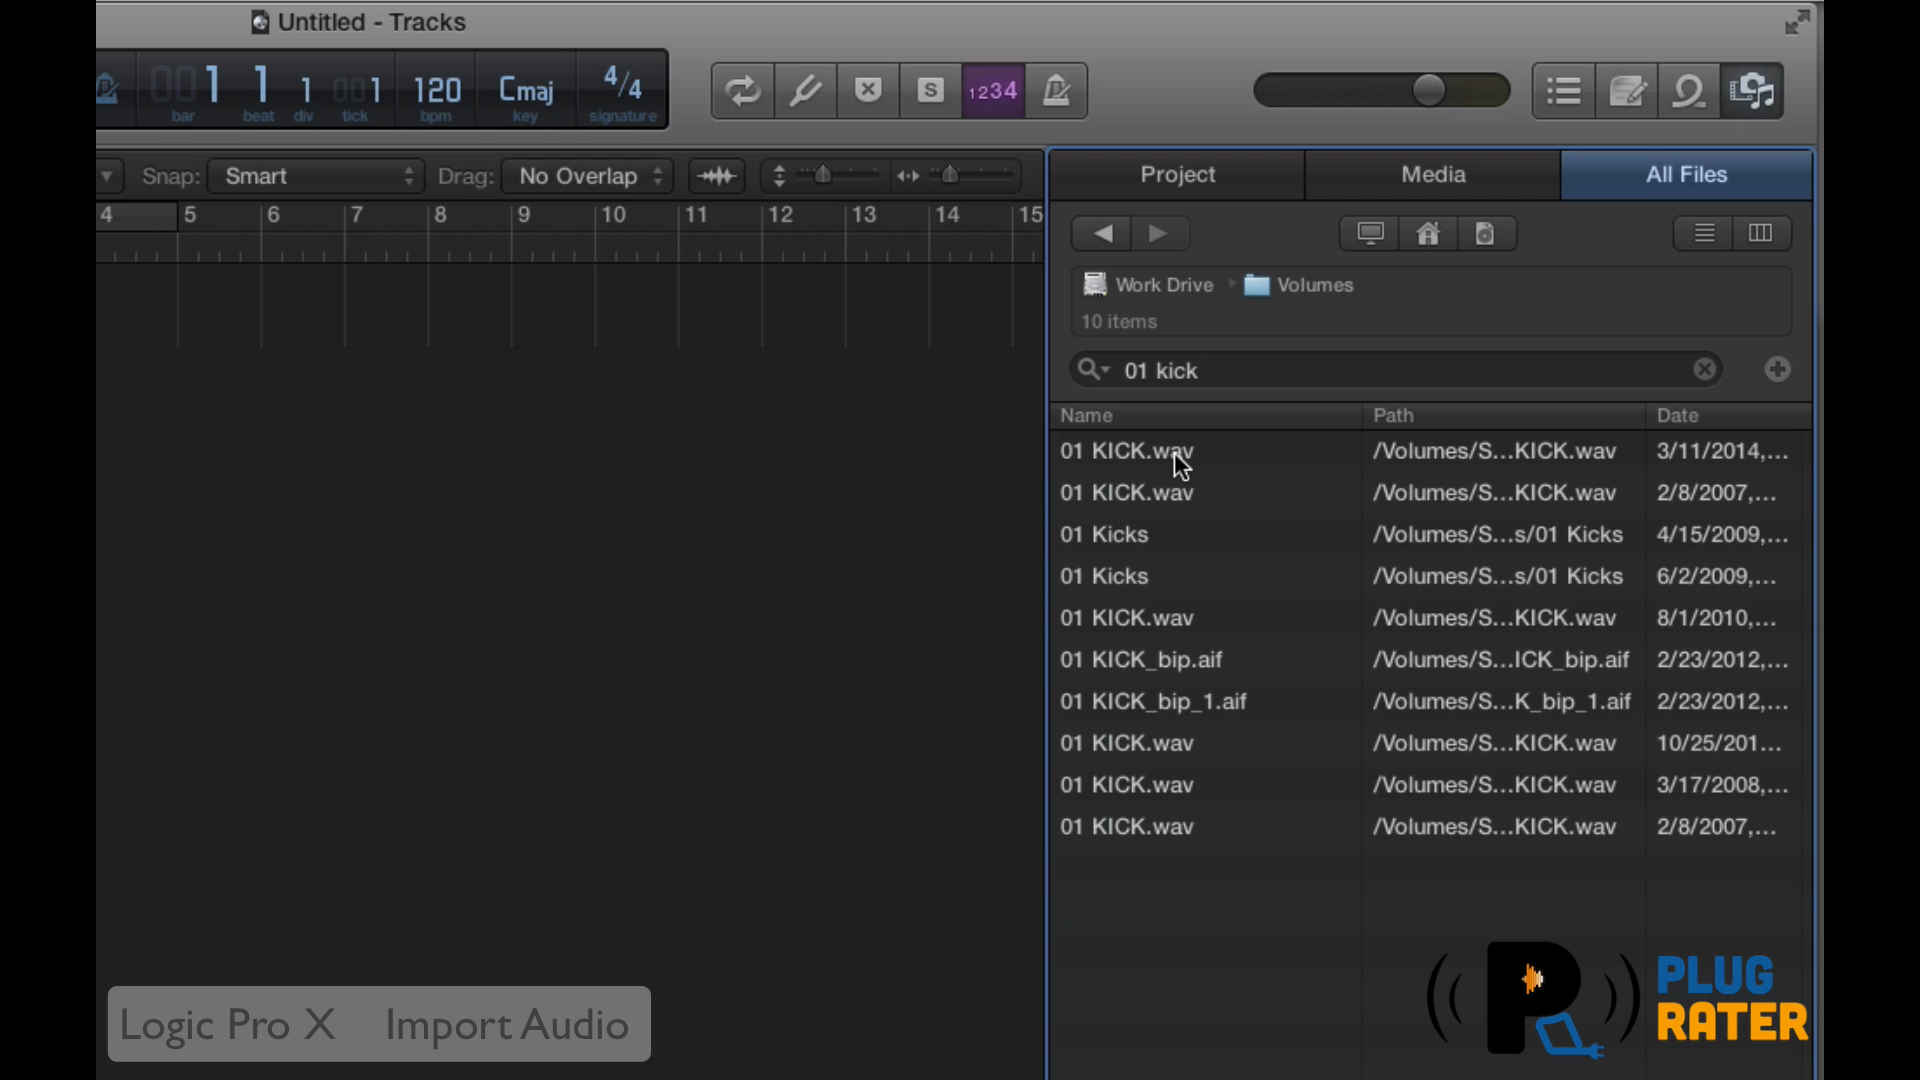 Untitled - Tracks
001 1 1 001 120 Cmaj 4/4
bar beat div tick bpm key signature
S 1234
Snap: Smart Drag: No Overlap
4 5 6 7 8 9 10 11 12 13 14 15
Project Media All Files
Work Drive Volumes
10 items
01 kick
Name Path Date
01 KICK.wav /Volumes/S...KICK.wav 3/11/2014,...
01 KICK.wav /Volumes/S...KICK.wav 2/8/2007,...
01 Kicks /Volumes/S...s/01 Kicks 4/15/2009,...
01 Kicks /Volumes/S...s/01 Kicks 6/2/2009,...
01 KICK.wav /Volumes/S...KICK.wav 8/1/2010,...
01 KICK_bip.aif /Volumes/S...ICK_bip.aif 2/23/2012,...
01 KICK_bip_1.aif /Volumes/S...K_bip_1.aif 2/23/2012,...
01 KICK.wav /Volumes/S...KICK.wav 10/25/201...
01 KICK.wav /Volumes/S...KICK.wav 3/17/2008,...
01 KICK.wav /Volumes/S...KICK.wav 2/8/2007,...
Logic Pro X Import Audio
PLUG
RATER